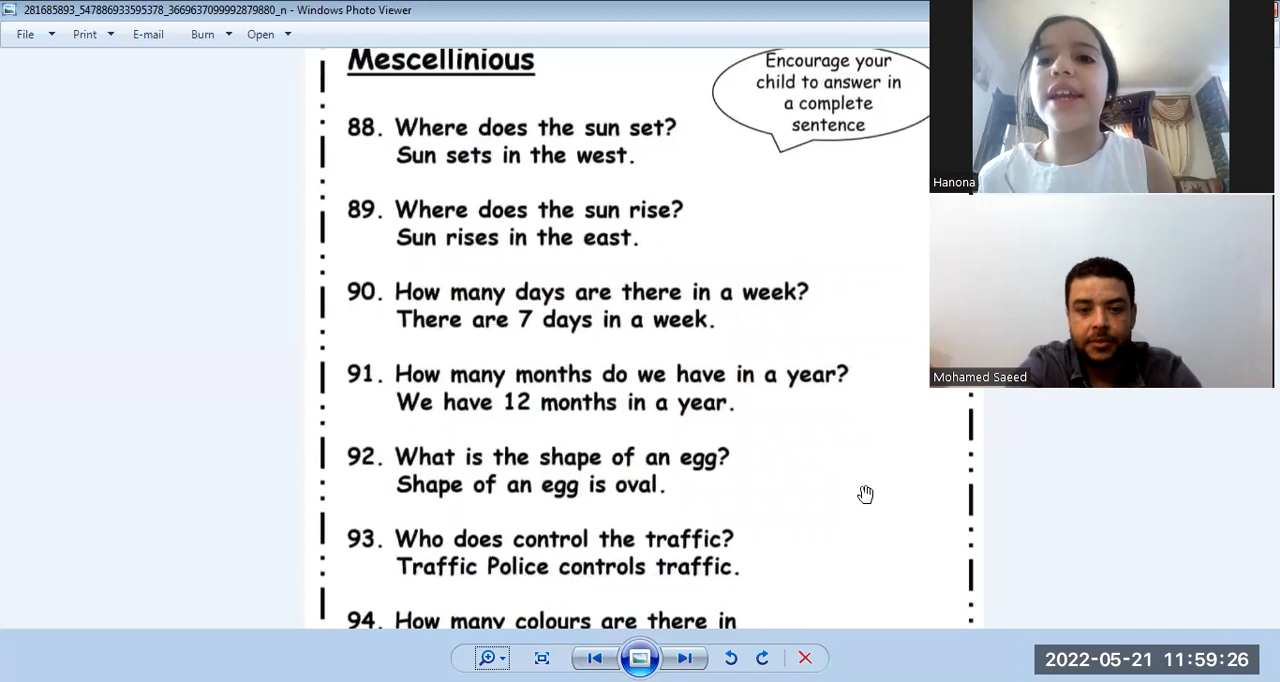 281685893_547886933595378_3669637099992879880_n - Windows Photo Viewer
File Print E-mail Burn Open
Mescellinious
Encourage your
child to answer in
a complete
sentence
88. Where does the sun set?
Sun sets in the west.
89. Where does the sun rise?
Sun rises in the east.
90. How many days are there in a week?
There are 7 days in a week.
91. How many months do we have in a year?
We have 12 months in a year.
92. What is the shape of an egg?
Shape of an egg is oval.
93. Who does control the traffic?
Traffic Police controls traffic.
94. How many colours are there in
Hanona
Mohamed Saeed
2022-05-21 11:59:26